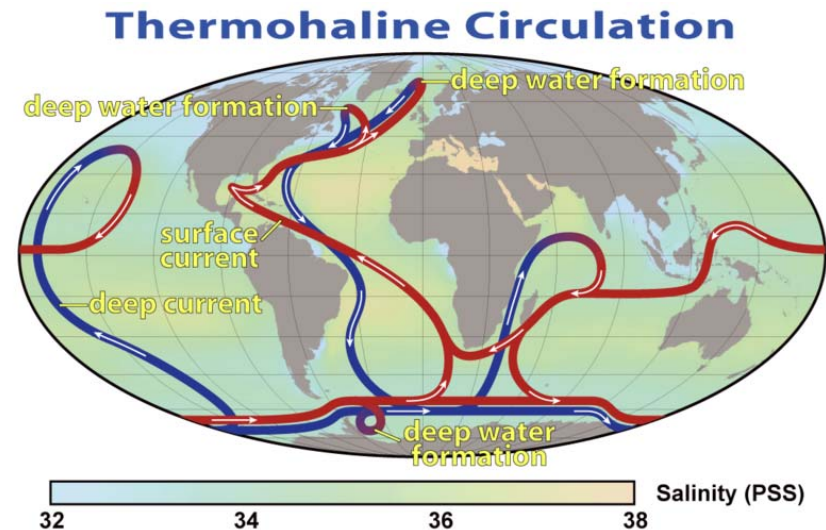 Thermohaline Circulation
deep water formation
deep water formation
surface
current
deep current
deep water
formation
Salinity (PSS)
32 34 36 38